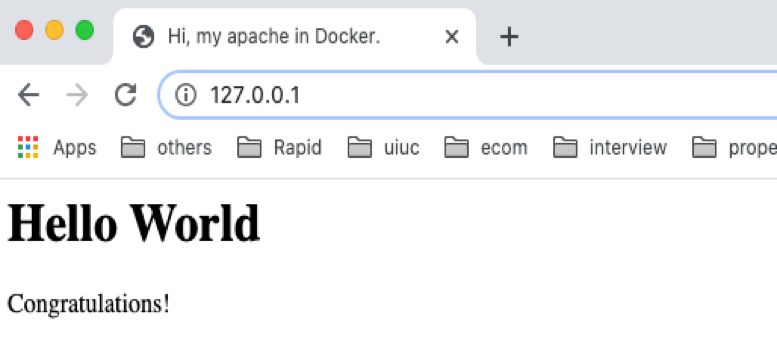 Hi, my apache in Docker.
127.0.0.1
Apps others Rapid uiuc ecom interview prope
Hello World
Congratulations!